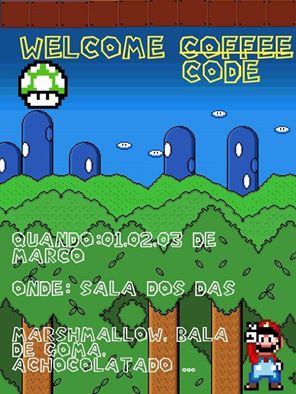 WELCOME COFFEE
CODE
QUANDO:01.02.03 DE
MARCO
ONDE: SALA DOS DAS
MARSHMALLOW, BALA
DE GOMA,
ACHOCOLATADO ...